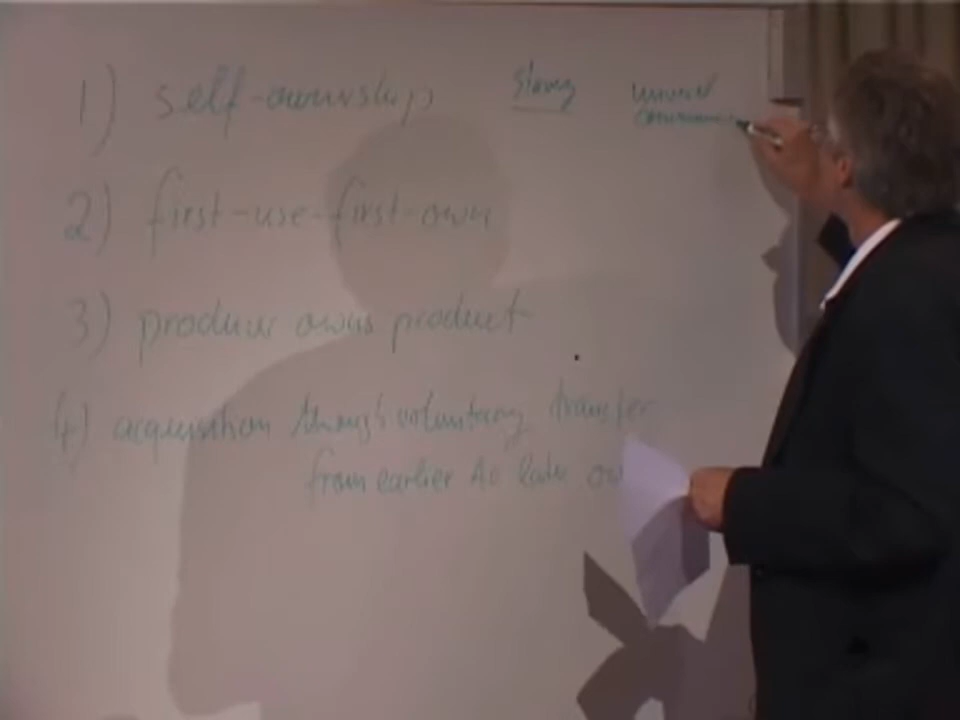 1) self-ownership slavery universal
2) first-use-first-own
3) producer owns product
4) acquisition through voluntary transfer
from earlier to later